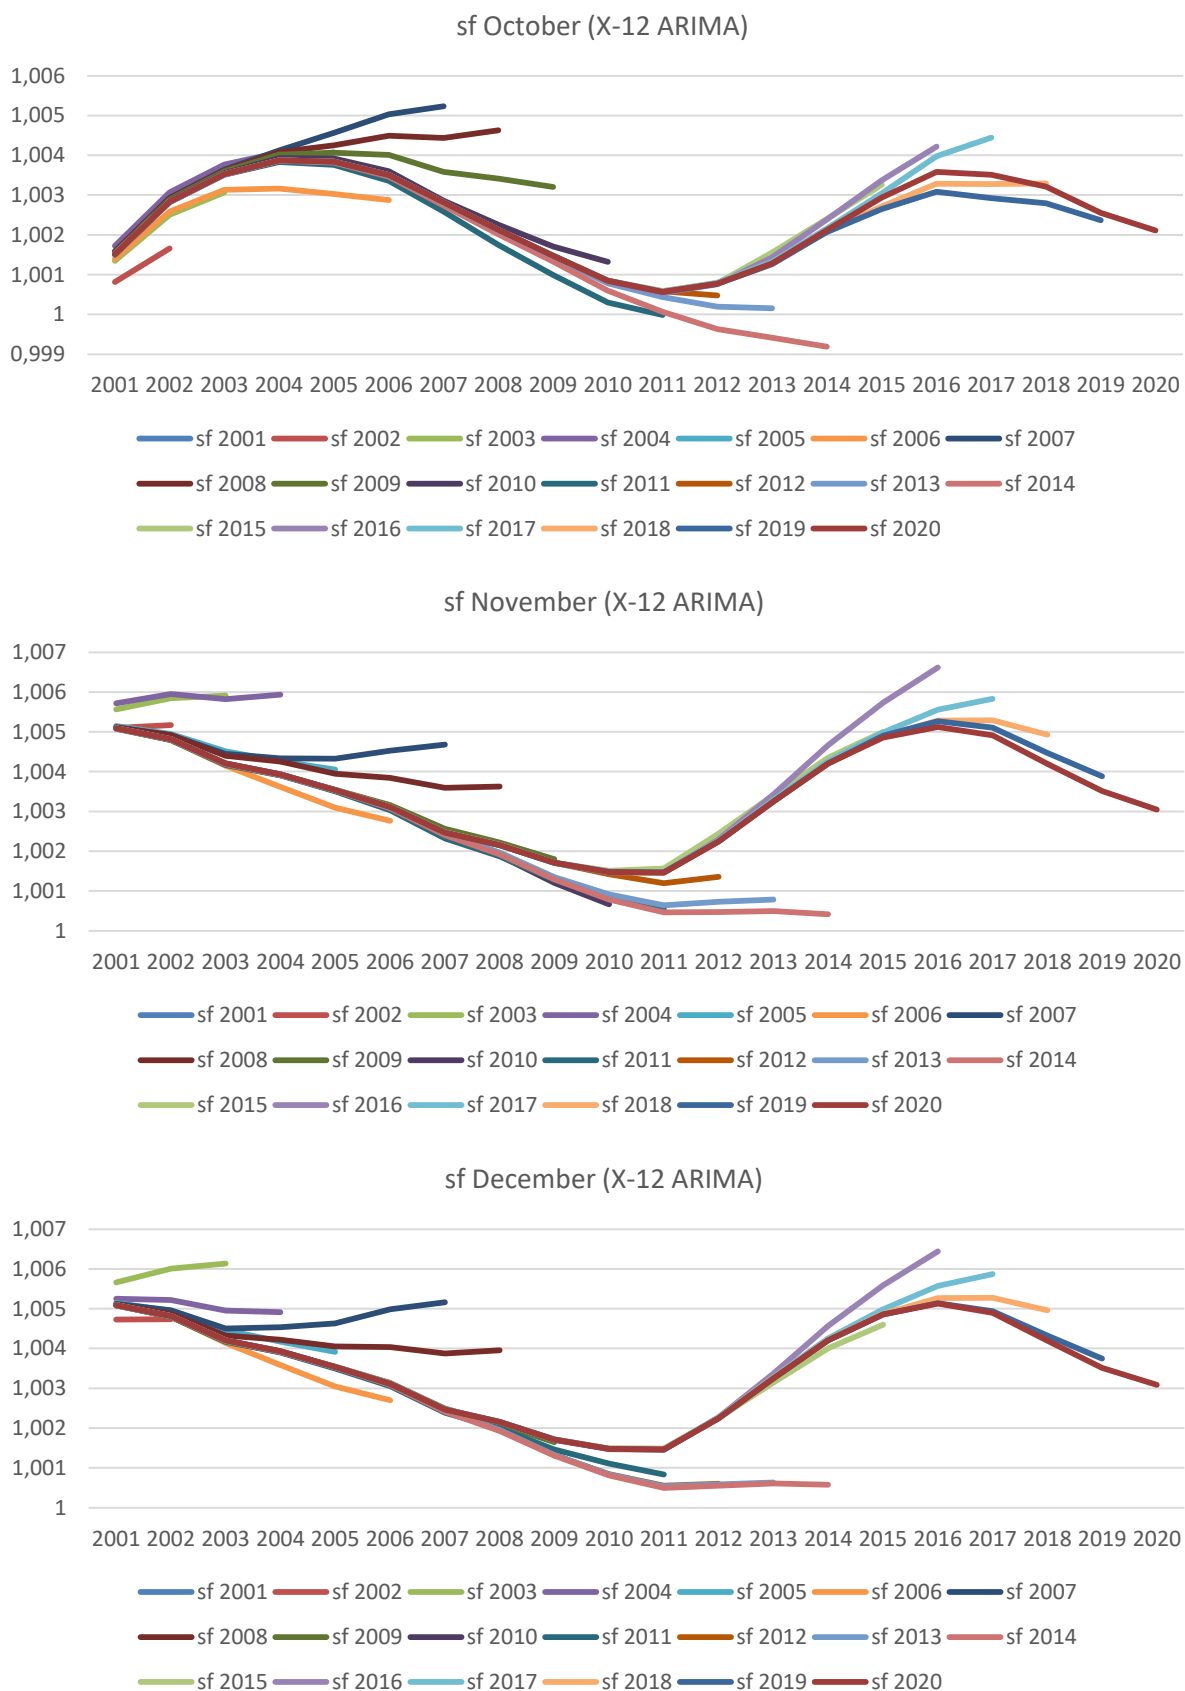 sf October (X-12 ARIMA)
1,006
1,005
1,004
1,003
1,002
1,001
1
0,999
2001 2002 2003 2004 2005 2006 2007 2008 2009 2010 2011 2012 2013 2014 2015 2016 2017 2018 2019 2020
sf 2001 sf 2002 sf 2003 sf 2004 sf 2005 sf 2006 sf 2007
sf 2008 sf 2009 sf 2010 sf 2011 sf 2012 sf 2013 sf 2014
sf 2015 sf 2016 sf 2017 sf 2018 sf 2019 sf 2020
sf November (X-12 ARIMA)
1,007
1,006
1,005
1,004
1,003
1,002
1,001
1
2001 2002 2003 2004 2005 2006 2007 2008 2009 2010 2011 2012 2013 2014 2015 2016 2017 2018 2019 2020
sf 2001 sf 2002 sf 2003 sf 2004 sf 2005 sf 2006 sf 2007
sf 2008 sf 2009 sf 2010 sf 2011 sf 2012 sf 2013 sf 2014
sf 2015 sf 2016 sf 2017 sf 2018 sf 2019 sf 2020
sf December (X-12 ARIMA)
1,007
1,006
1,005
1,004
1,003
1,002
1,001
1
2001 2002 2003 2004 2005 2006 2007 2008 2009 2010 2011 2012 2013 2014 2015 2016 2017 2018 2019 2020
sf 2001 sf 2002 sf 2003 sf 2004 sf 2005 sf 2006 sf 2007
sf 2008 sf 2009 sf 2010 sf 2011 sf 2012 sf 2013 sf 2014
sf 2015 sf 2016 sf 2017 sf 2018 sf 2019 sf 2020